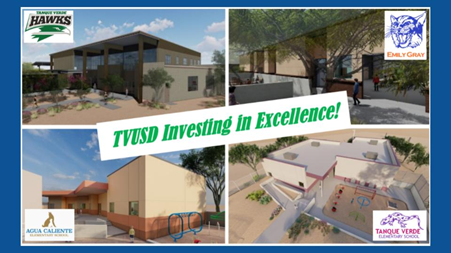 TANQUE VERDE
HAWKS
EMILY GRAY
TVUSD Investing in Excellence!
AGUA CALIENTE
ELEMENTARY SCHOOL
TANQUE VERDE
ELEMENTARY SCHOOL